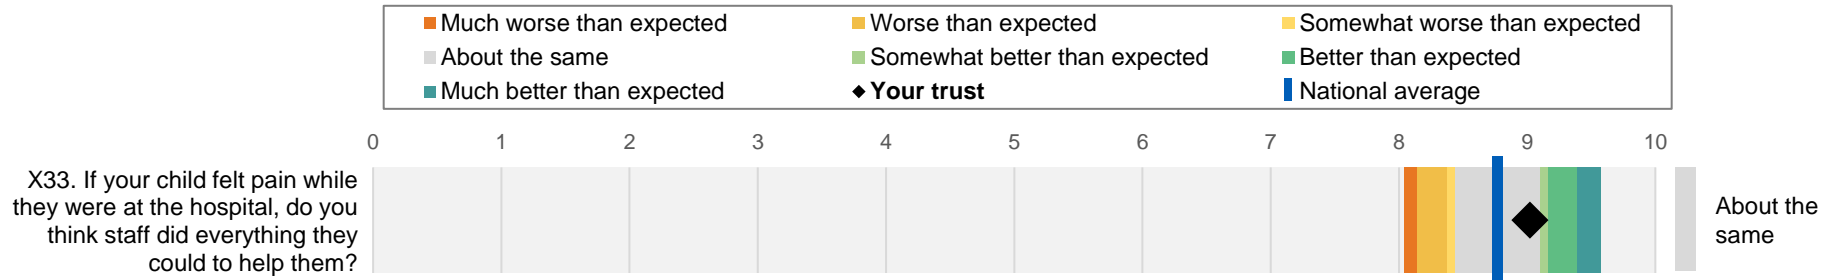 Much worse than expected
Worse than expected
Somewhat worse than expected
About the same
Somewhat better than expected
Better than expected
Much better than expected
Your trust
National average
0 1 2 3 4 5 6 7 8 9 10
X33. If your child felt pain while
they were at the hospital, do you
think staff did everything they
could to help them?
About the
same